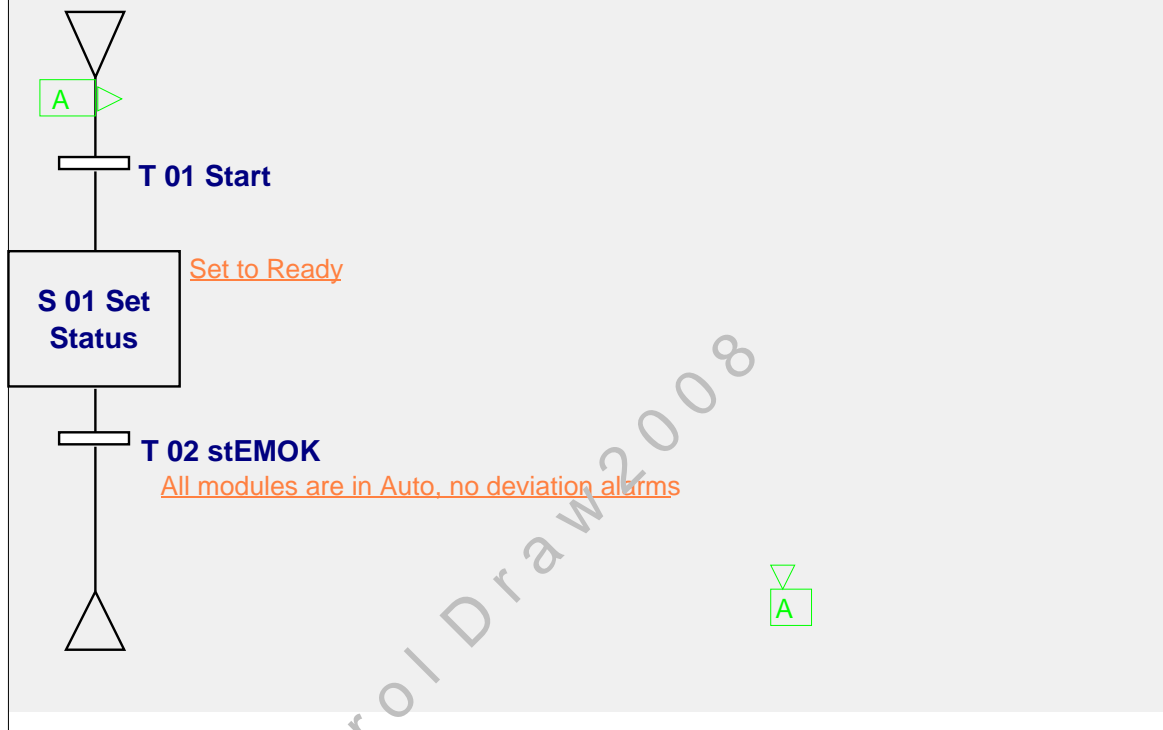 A
T 01 Start
Set to Ready
S 01 Set
Status
T 02 stEMOK
All modules are in Auto, no deviation alarms
A
rol Draw2008